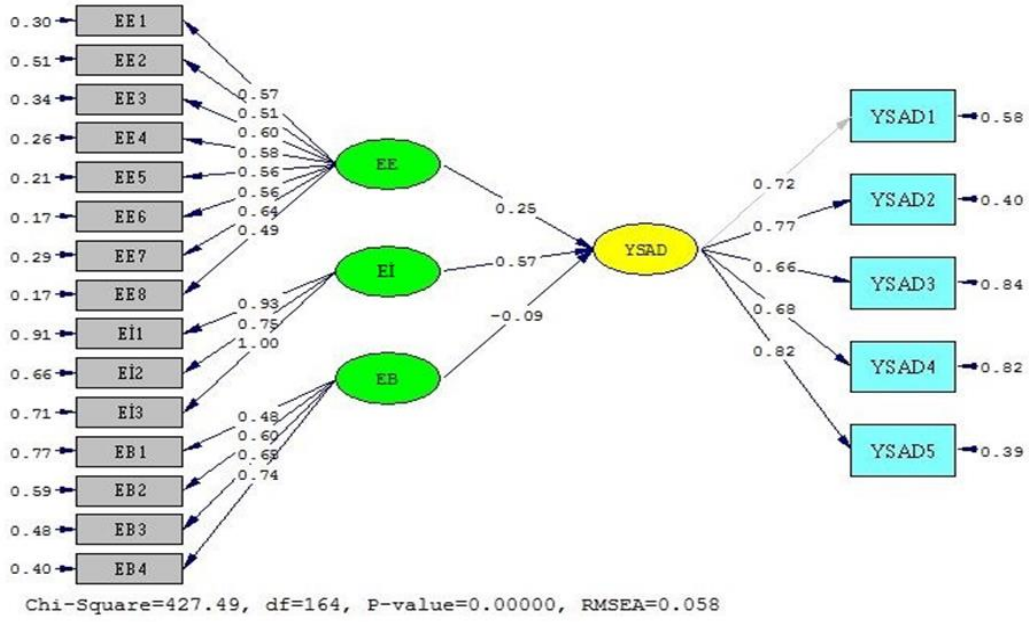 0.30 EE1
0.51 EE2
0.34 EE3
0.26 EE4
0.21 EE5
0.17 EE6
0.29 EE7
0.17 EE8
0.91 Eİ1
0.66 Eİ2
0.71 Eİ3
0.77 EB1
0.59 EB2
0.48 EB3
0.40 EB4
0.57
0.51
0.60
0.58
0.56
0.56
0.64
0.49
0.93
0.75
1.00
0.48
0.60
0.74
EE
Eİ
EB
0.25
0.57
-0.09
YSAD
0.72
0.77
0.66
0.68
0.82
YSAD1 0.58
YSAD2 0.40
YSAD3 0.84
YSAD4 0.82
YSAD5 0.39
Chi-Square=427.49, df=164, P-value=0.00000, RMSEA=0.058